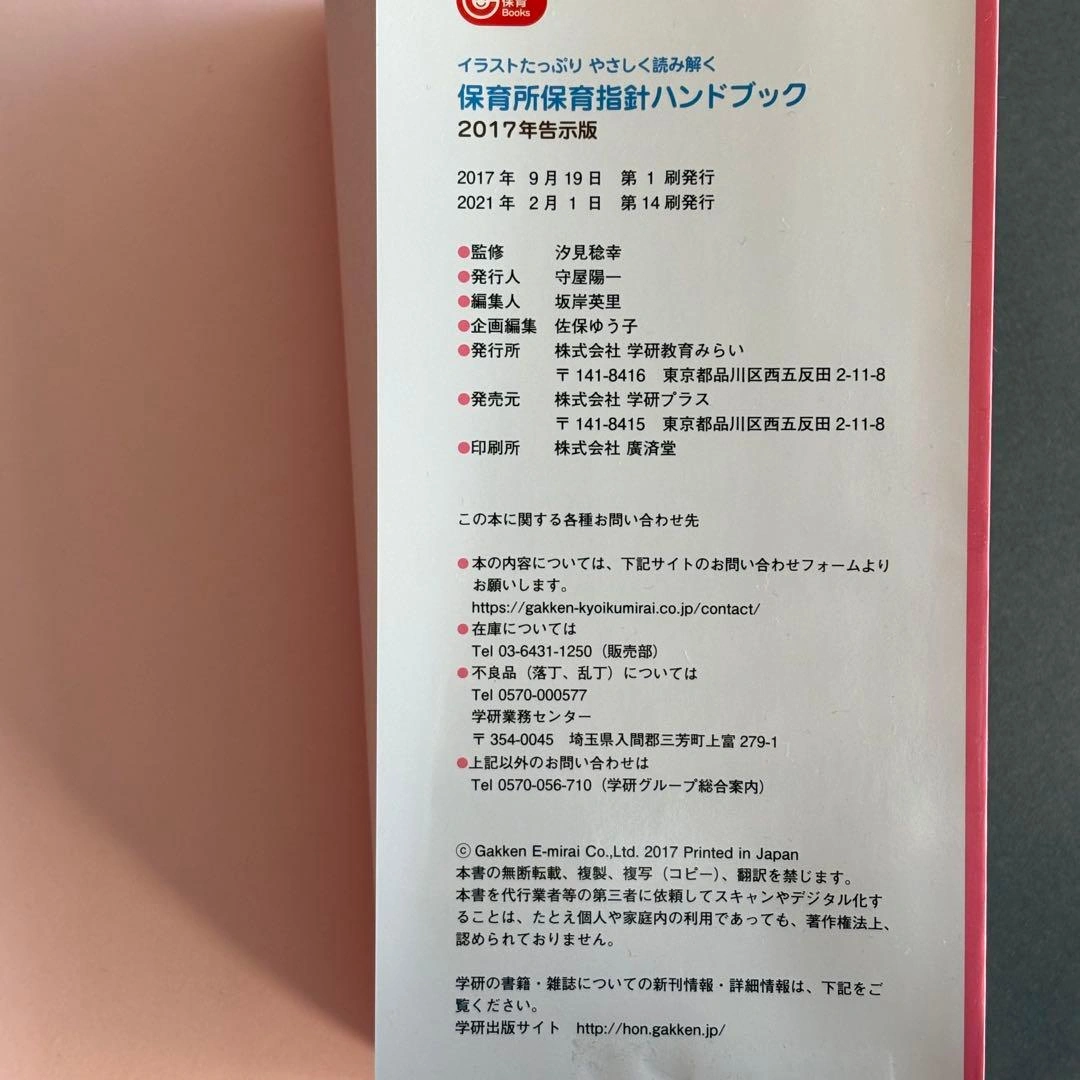 保育
Books
イラストたっぷり やさしく読み解く
保育所保育指針ハンドブック
2017年告示版
2017年 9月19日 第 1 刷発行
2021年 2月 1 日 第14刷発行
●監修 汐見稔幸
●発行人 守屋陽一
●編集人 坂岸英里
●企画編集 佐保ゆう子
●発行所 株式会社 学研教育みらい
〒141-8416 東京都品川区西五反田 2-11-8
●発売元 株式会社 学研プラス
〒141-8415 東京都品川区西五反田 2-11-8
●印刷所 株式会社 廣済堂
この本に関する各種お問い合わせ先
●本の内容については、下記サイトのお問い合わせフォームより
お願いします。
https://gakken-kyoikumirai.co.jp/contact/
●在庫については
Tel 03-6431-1250（販売部）
●不良品（落丁、乱丁）については
Tel 0570-000577
学研業務センター
〒354-0045 埼玉県入間郡三芳町上富 279-1
●上記以外のお問い合わせは
Tel 0570-056-710（学研グループ総合案内）
Ⓒ Gakken E-mirai Co.,Ltd. 2017 Printed in Japan
本書の無断転載、複製、複写（コピー）、翻訳を禁じます。
本書を代行業者等の第三者に依頼してスキャンやデジタル化す
ることは、たとえ個人や家庭内の利用であっても、著作権法上、
認められておりません。
学研の書籍・雑誌についての新刊情報・詳細情報は、下記をご
覧ください。
学研出版サイト http://hon.gakken.jp/